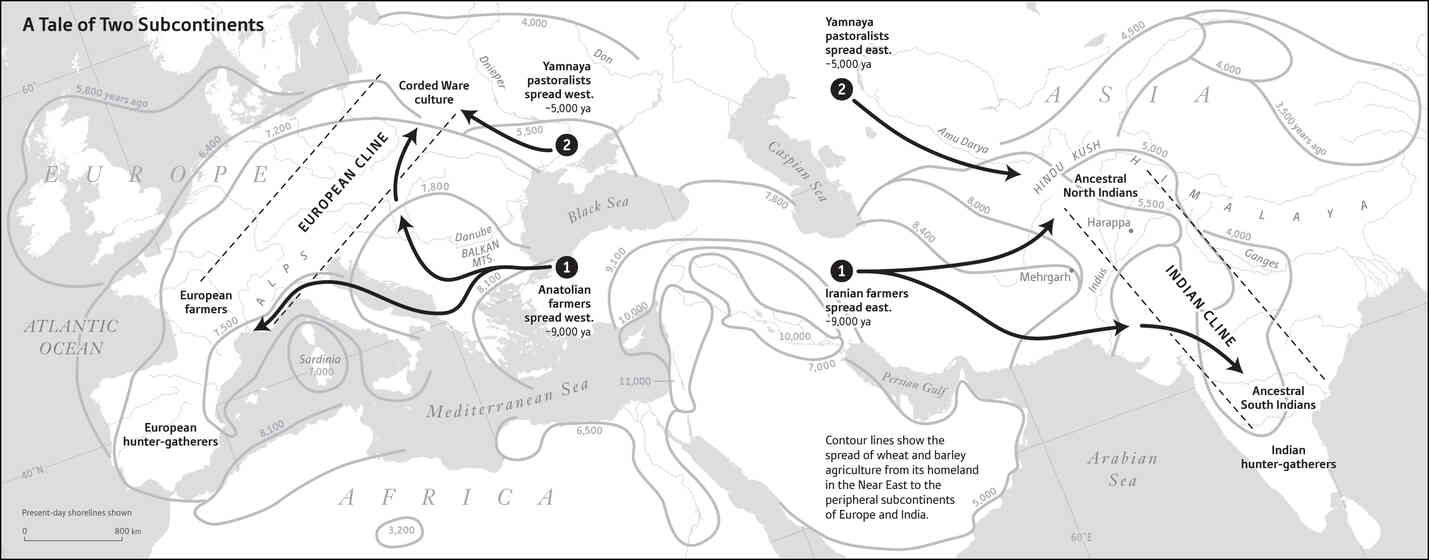 A Tale of Two Subcontinents
4,000
Don
Dnieper
Yamnaya
pastoralists
spread west.
~5,000 ya
2
Corded Ware
culture
5,500
60°
5,800 years ago
6,400
7,200
EUROPE
EUROPEAN CLINE
7,800
Danube
BALKAN
MTS.
8,100
Black Sea
1
Anatolian
farmers
spread west.
~9,000 ya
ALPS
European
farmers
7,500
ATLANTIC
OCEAN
Sardinia
7,000
Mediterranean Sea
European
hunter-gatherers
8,100
40°N
6,500
AFRICA
3,200
Present-day shorelines shown
0 800 km
9,100
10,000
11,000
10,000
7,000
7,800
Caspian Sea
Yamnaya
pastoralists
spread east.
~5,000 ya
2
ASIA
4,500
4,000
3,500 years ago
Amu Darya
HINDU KUSH
5,000
HIMALAYA
Ancestral
North Indians
5,500
Harappa
8,000
8,400
4,000
Ganges
1
Iranian farmers
spread east.
~9,000 ya
Mehrgarh
Indus
INDIAN CLINE
Persian Gulf
Ancestral
South Indians
Indian
hunter-gatherers
Arabian
Sea
Contour lines show the
spread of wheat and barley
agriculture from its homeland
in the Near East to the
peripheral subcontinents
of Europe and India.
5,000
60°E